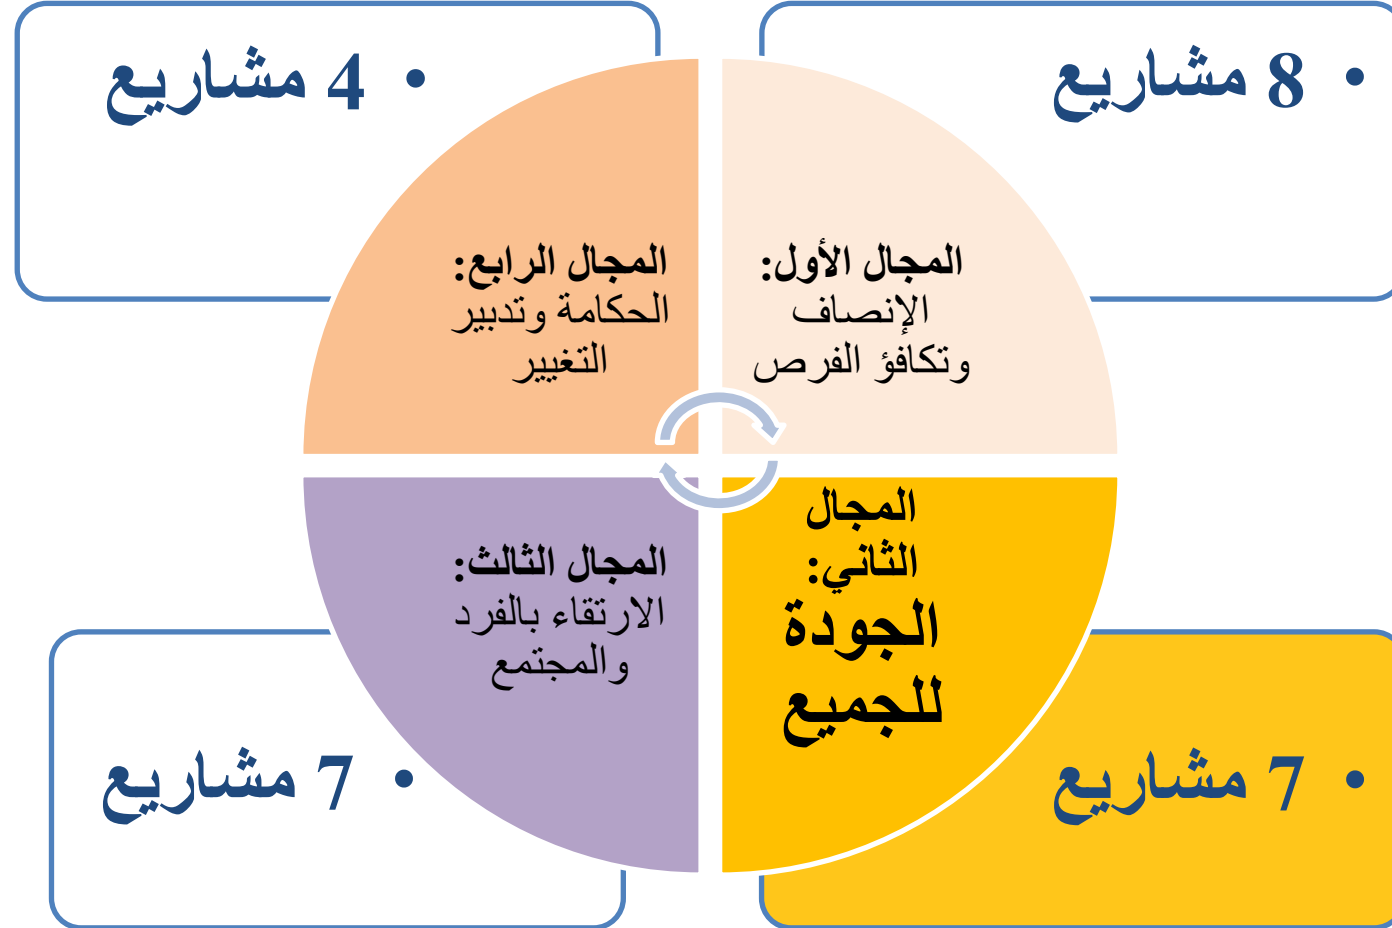 • 8 مشاريع
• 4 مشاريع
المجال الأول:
الإنصاف
وتكافؤ الفرص
المجال الرابع:
الحكامة وتدبير
التغيير
المجال
الثاني:
الجودة
للجميع
المجال الثالث:
الارتقاء بالفرد
والمجتمع
• 7 مشاريع
• 7 مشاريع